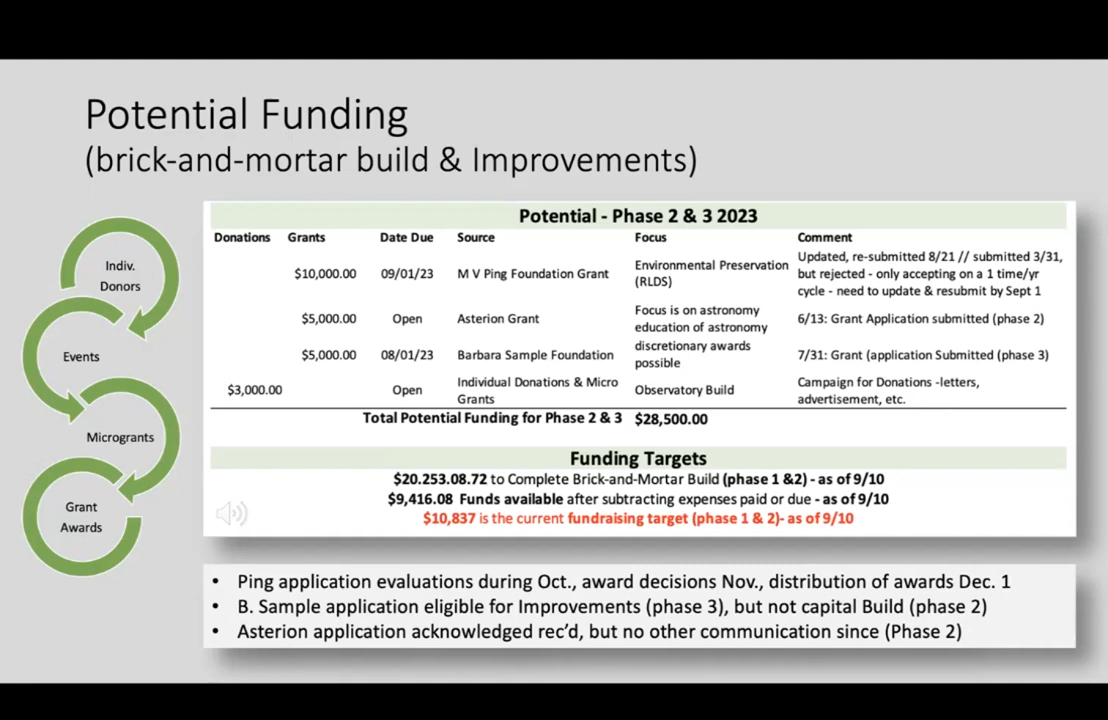 Potential Funding
(brick-and-mortar build & Improvements)
Indiv.
Donors
Events
Microgrants
Grant
Awards
Potential - Phase 2 & 3 2023
Donations Grants Date Due Source Focus Comment
$10,000.00 09/01/23 M V Ping Foundation Grant Environmental Preservation (RLDS) Updated, re-submitted 8/21 // submitted 3/31, but rejected - only accepting on a 1 time/yr cycle - need to update & resubmit by Sept 1
$5,000.00 Open Asterion Grant Focus is on astronomy education of astronomy 6/13: Grant Application submitted (phase 2)
$5,000.00 08/01/23 Barbara Sample Foundation discretionary awards possible 7/31: Grant (application Submitted (phase 3)
$3,000.00 Open Individual Donations & Micro Grants Observatory Build Campaign for Donations -letters, advertisement, etc.
Total Potential Funding for Phase 2 & 3 $28,500.00
Funding Targets
$20.253.08.72 to Complete Brick-and-Mortar Build (phase 1 &2) - as of 9/10
$9,416.08 Funds available after subtracting expenses paid or due - as of 9/10
$10,837 is the current fundraising target (phase 1 & 2)- as of 9/10
• Ping application evaluations during Oct., award decisions Nov., distribution of awards Dec. 1
• B. Sample application eligible for Improvements (phase 3), but not capital Build (phase 2)
• Asterion application acknowledged rec'd, but no other communication since (Phase 2)